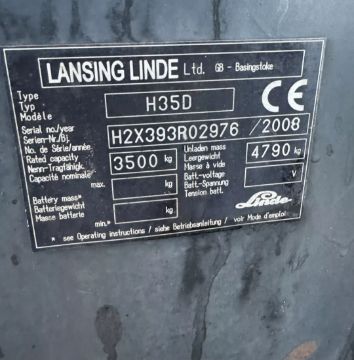 LANSING LINDE Ltd. GB - Basingstoke
Type
Typ
Modèle
H35D
CE
Serial no./year
Serien-Nr./Bj.
No. de Série/année
H2X393R02976 / 2008
Rated capacity
Nenn-Tragfähigk.
Capacité nominale
3500 kg
Unladen mass
Leergewicht
Masse à vide
4790 kg
Battery mass*
Batteriegewicht
Masse batterie
max. kg
min.* kg
Batt.-voltage
Batt.-Spannung
Tension batt.
V
Linde
* see Operating instructions / siehe Betriebsanleitung / voir Mode d'emploi